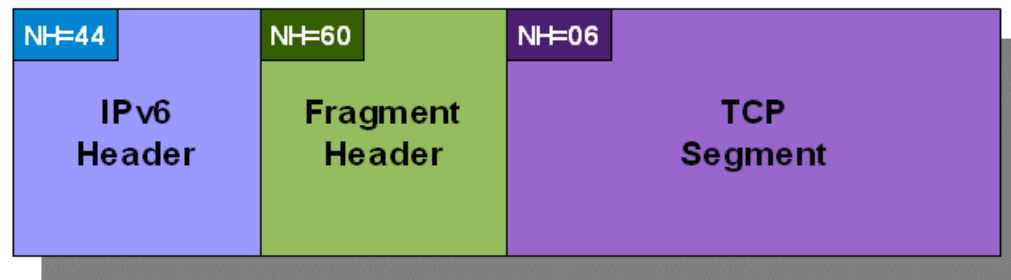 NH=44
NH=60
NH=06
IPv6
Header
Fragment
Header
TCP
Segment